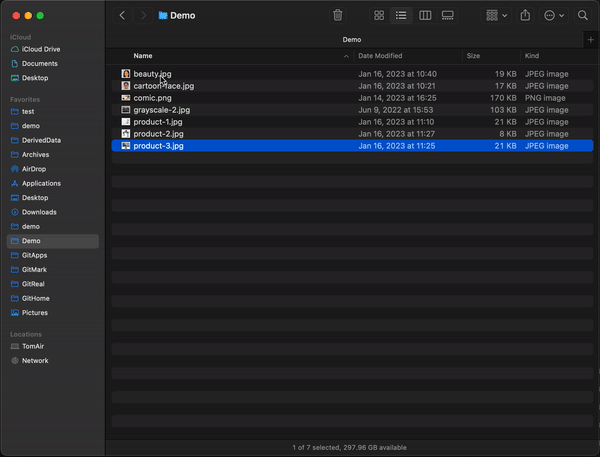 Demo
Demo
iCloud
iCloud Drive
Documents
Desktop
Favorites
test
demo
DerivedData
Archives
AirDrop
Applications
Desktop
Downloads
demo
Demo
GitApps
GitMark
GitReal
GitHome
Pictures
Locations
TomAir
Network
Name Date Modified Size Kind
beauty.jpg Jan 16, 2023 at 10:40 19 KB JPEG image
cartoon-face.jpg Jan 16, 2023 at 10:21 17 KB JPEG image
comic.png Jan 14, 2023 at 16:25 170 KB PNG image
grayscale-2.jpg Jun 9, 2022 at 15:53 103 KB JPEG image
product-1.jpg Jan 16, 2023 at 11:10 21 KB JPEG image
product-2.jpg Jan 16, 2023 at 11:27 8 KB JPEG image
product-3.jpg Jan 16, 2023 at 11:25 21 KB JPEG image
1 of 7 selected, 297.96 GB available